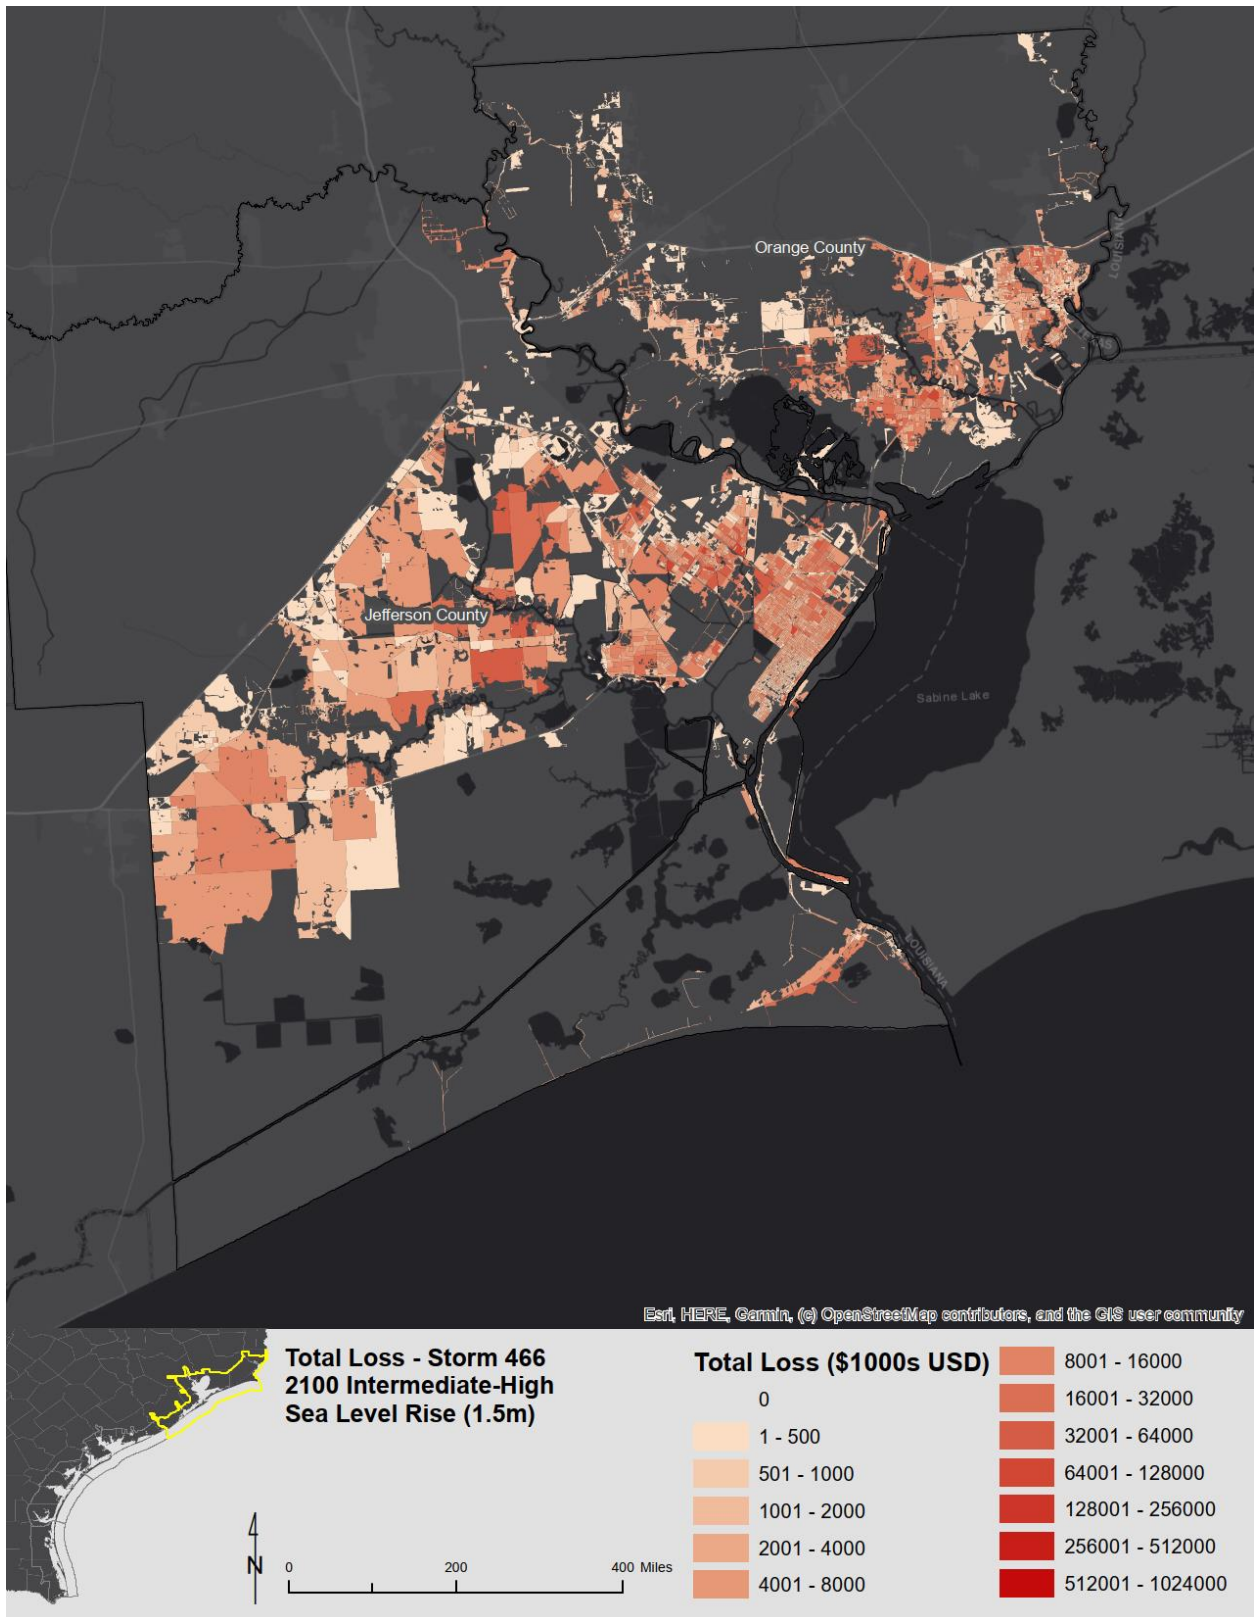 Orange County
LOUISIANA
TEXAS
Jefferson County
Sabine Lake
LOUISIANA
Esri, HERE, Garmin, (c) OpenStreetMap contributors, and the GIS user community
Total Loss - Storm 466
2100 Intermediate-High
Sea Level Rise (1.5m)
N
0 200 400 Miles
Total Loss ($1000s USD)
0
1 - 500
501 - 1000
1001 - 2000
2001 - 4000
4001 - 8000
8001 - 16000
16001 - 32000
32001 - 64000
64001 - 128000
128001 - 256000
256001 - 512000
512001 - 1024000